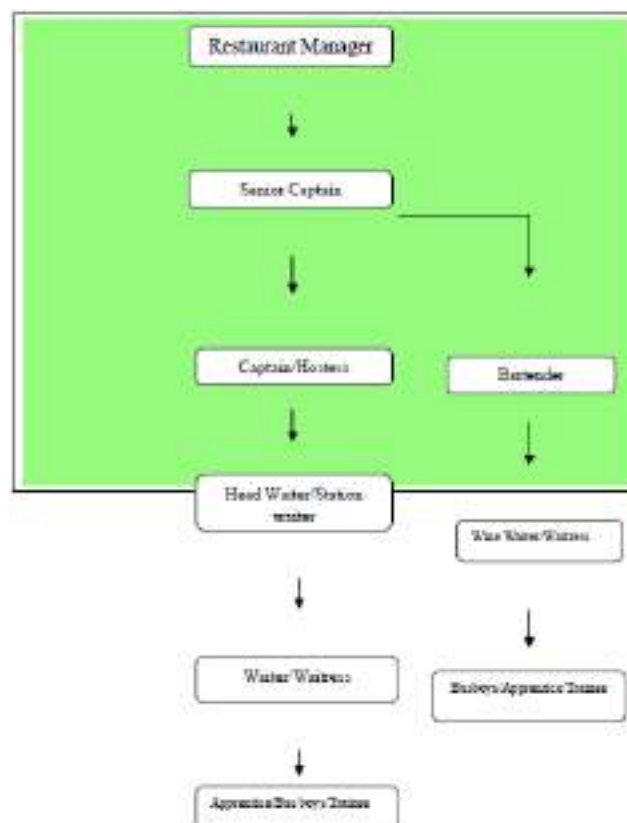 Restaurant Manager
Senior Captain
Captain/Hostess
Bartender
Head Waiter/Station
waiter
Wine Waiter/Waitress
Waiter/Waitress
Busboys/Apprentice/Trainee
Apprentice/Bus boys/Trainee